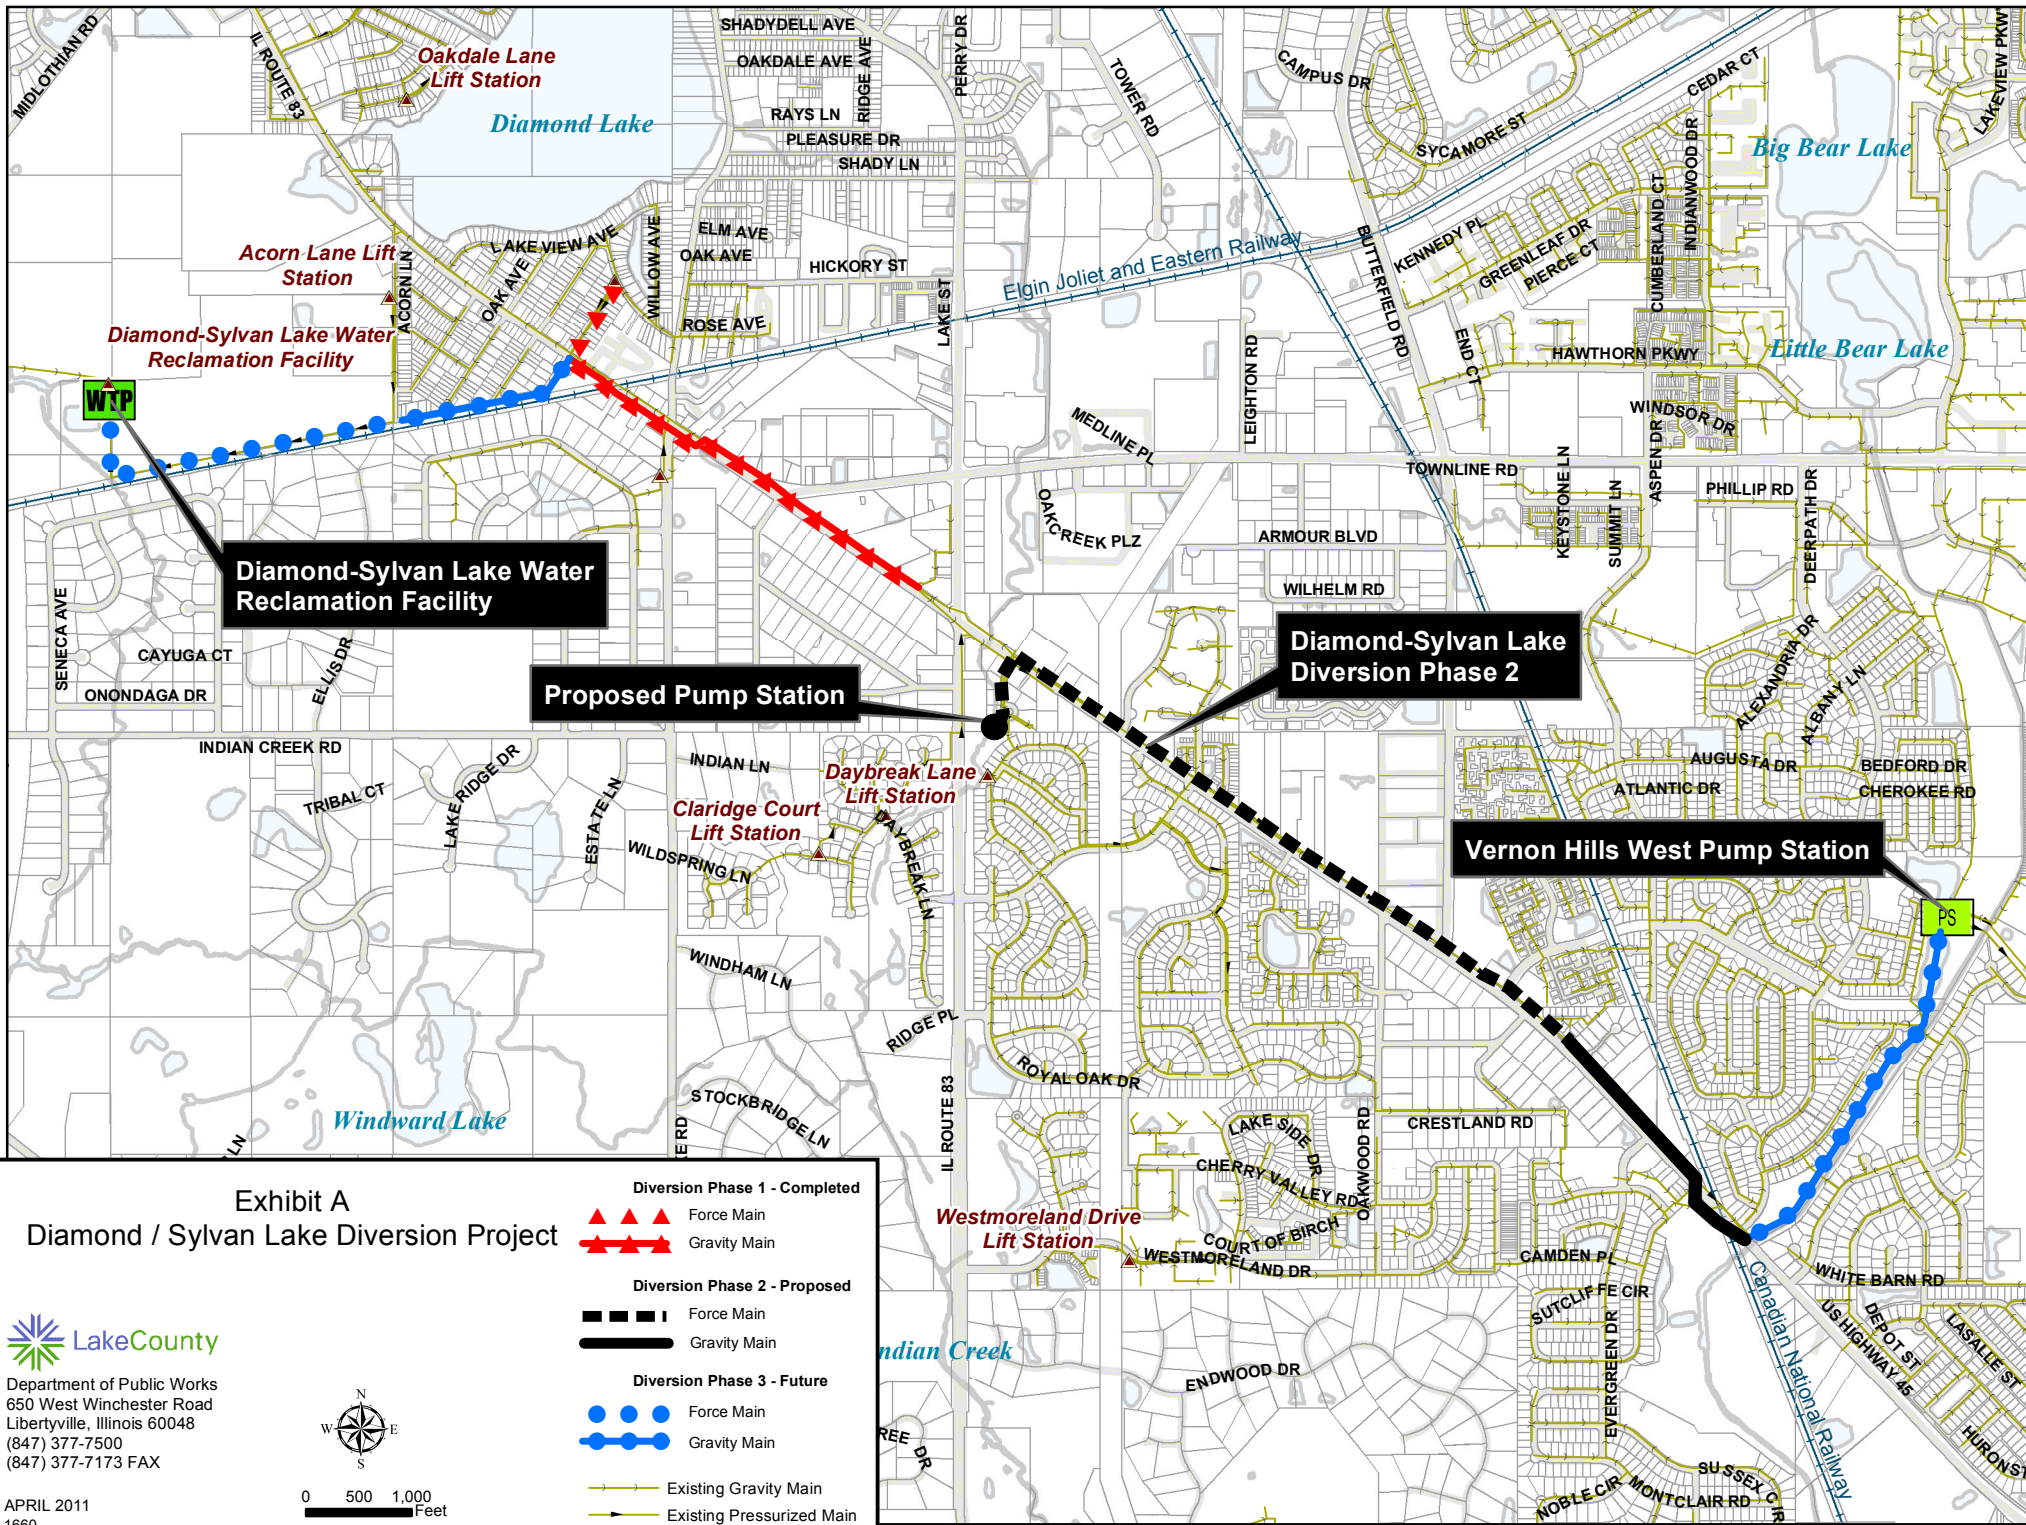 MIDLOTHIAN RD
IL ROUTE 83
Oakdale Lane
Lift Station
Diamond Lake
SHADYDELL AVE
OAKDALE AVE
RIDGE AVE
RAYS LN
PLEASURE DR
SHADY LN
PERRY DR
TOWER RD
CAMPUS DR
SYCAMORE ST
CEDAR CT
LAKEVIEW PKW
Big Bear Lake
INDIANWOOD DR
CUMBERLAND CT
KENNEDY PL
GREENLEAF DR
PIERCE CT
BUTTERFIELD RD
Acorn Lane Lift
Station
ACORN LN
LAKE VIEW AVE
OAK AVE
WILLOW AVE
ELM AVE
OAK AVE
HICKORY ST
ROSE AVE
LAKE ST
Elgin Joliet and Eastern Railway
LEIGHTON RD
END CT
HAWTHORN PKWY
Little Bear Lake
Diamond-Sylvan Lake Water
Reclamation Facility
WTP
WINDSOR DR
MEDLINE PL
TOWNLINE RD
ASPEN DR
KEYSTONE LN
SUMMIT LN
PHILLIP RD
DEERPATH DR
OAKCREEK PLZ
ARMOUR BLVD
WILHELM RD
Diamond-Sylvan Lake Water
Reclamation Facility
SENECA AVE
CAYUGA CT
ONONDAGA DR
ELLIS DR
Proposed Pump Station
Diamond-Sylvan Lake
Diversion Phase 2
ALEXANDRIA DR
ALBANY LN
INDIAN CREEK RD
INDIAN LN
TRIBAL CT
LAKE RIDGE DR
ESTATE LN
Daybreak Lane
Lift Station
Claridge Court
Lift Station
DAYBREAK LN
WILDSPRING LN
AUGUSTA DR
BEDFORD DR
ATLANTIC DR
CHEROKEE RD
Vernon Hills West Pump Station
PS
WINDHAM LN
RIDGE PL
ROYAL OAK DR
STOCKBRIDGE LN
Windward Lake
IL ROUTE 83
LAKE SIDE DR
CHERRY VALLEY RD
OAKWOOD RD
CRESTLAND RD
COURT OF BIRCH
Westmoreland Drive
Lift Station
WESTMORELAND DR
CAMDEN PL
SUTCLIFFE CIR
EVERGREEN DR
WHITE BARN RD
US HIGHWAY 45
DEPOT ST
LASALLE ST
HURON ST
Canadian National Railway
ndian Creek
ENDWOOD DR
REE DR
NOBLE CIR
SUSSEX CIR
MONTCLAIR RD
LN
KE RD
Exhibit A
Diamond / Sylvan Lake Diversion Project
LakeCounty
Department of Public Works
650 West Winchester Road
Libertyville, Illinois 60048
(847) 377-7500
(847) 377-7173 FAX
APRIL 2011
1660
N
W E
S
0 500 1,000
Feet
Diversion Phase 1 - Completed
Force Main
Gravity Main
Diversion Phase 2 - Proposed
Force Main
Gravity Main
Diversion Phase 3 - Future
Force Main
Gravity Main
Existing Gravity Main
Existing Pressurized Main